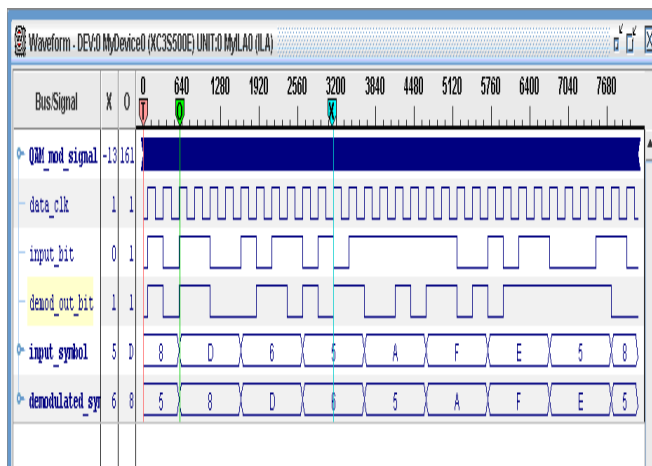 Waveform - DEV:0 MyDevice0 (XC3S500E) UNIT:0 MyILA0 (ILA)
Bus/Signal X O 0 640 1280 1920 2560 3200 3840 4480 5120 5760 6400 7040 7680
T O X
QAM_mod_signal -13 161
data_clk 1 1
input_bit 0 1
demod_out_bit 1 1
input_symbol 5 D 8 D 6 5 A F E 5 8
demodulated_sy 6 8 5 8 D 6 5 A F E 5